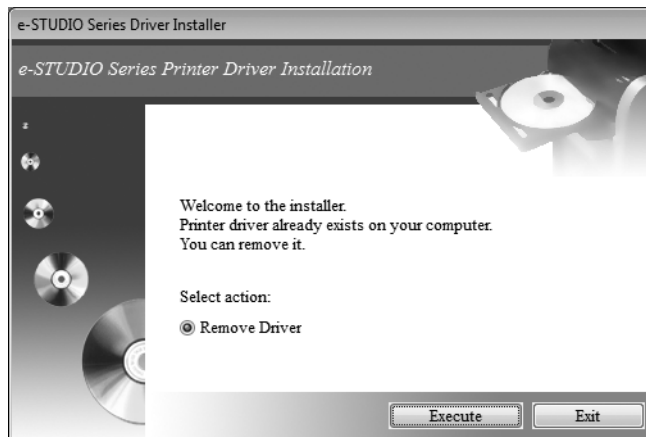 e-STUDIO Series Driver Installer
e-STUDIO Series Printer Driver Installation
Welcome to the installer.
Printer driver already exists on your computer.
You can remove it.
Select action:
Remove Driver
Execute
Exit